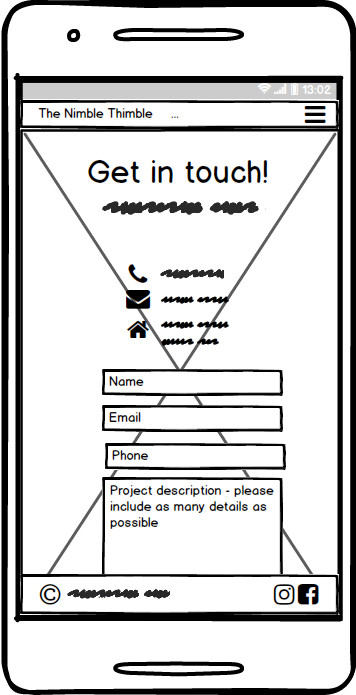 13:02
The Nimble Thimble ...
Get in touch!
Name
Email
Phone
Project description - please
include as many details as
possible
©